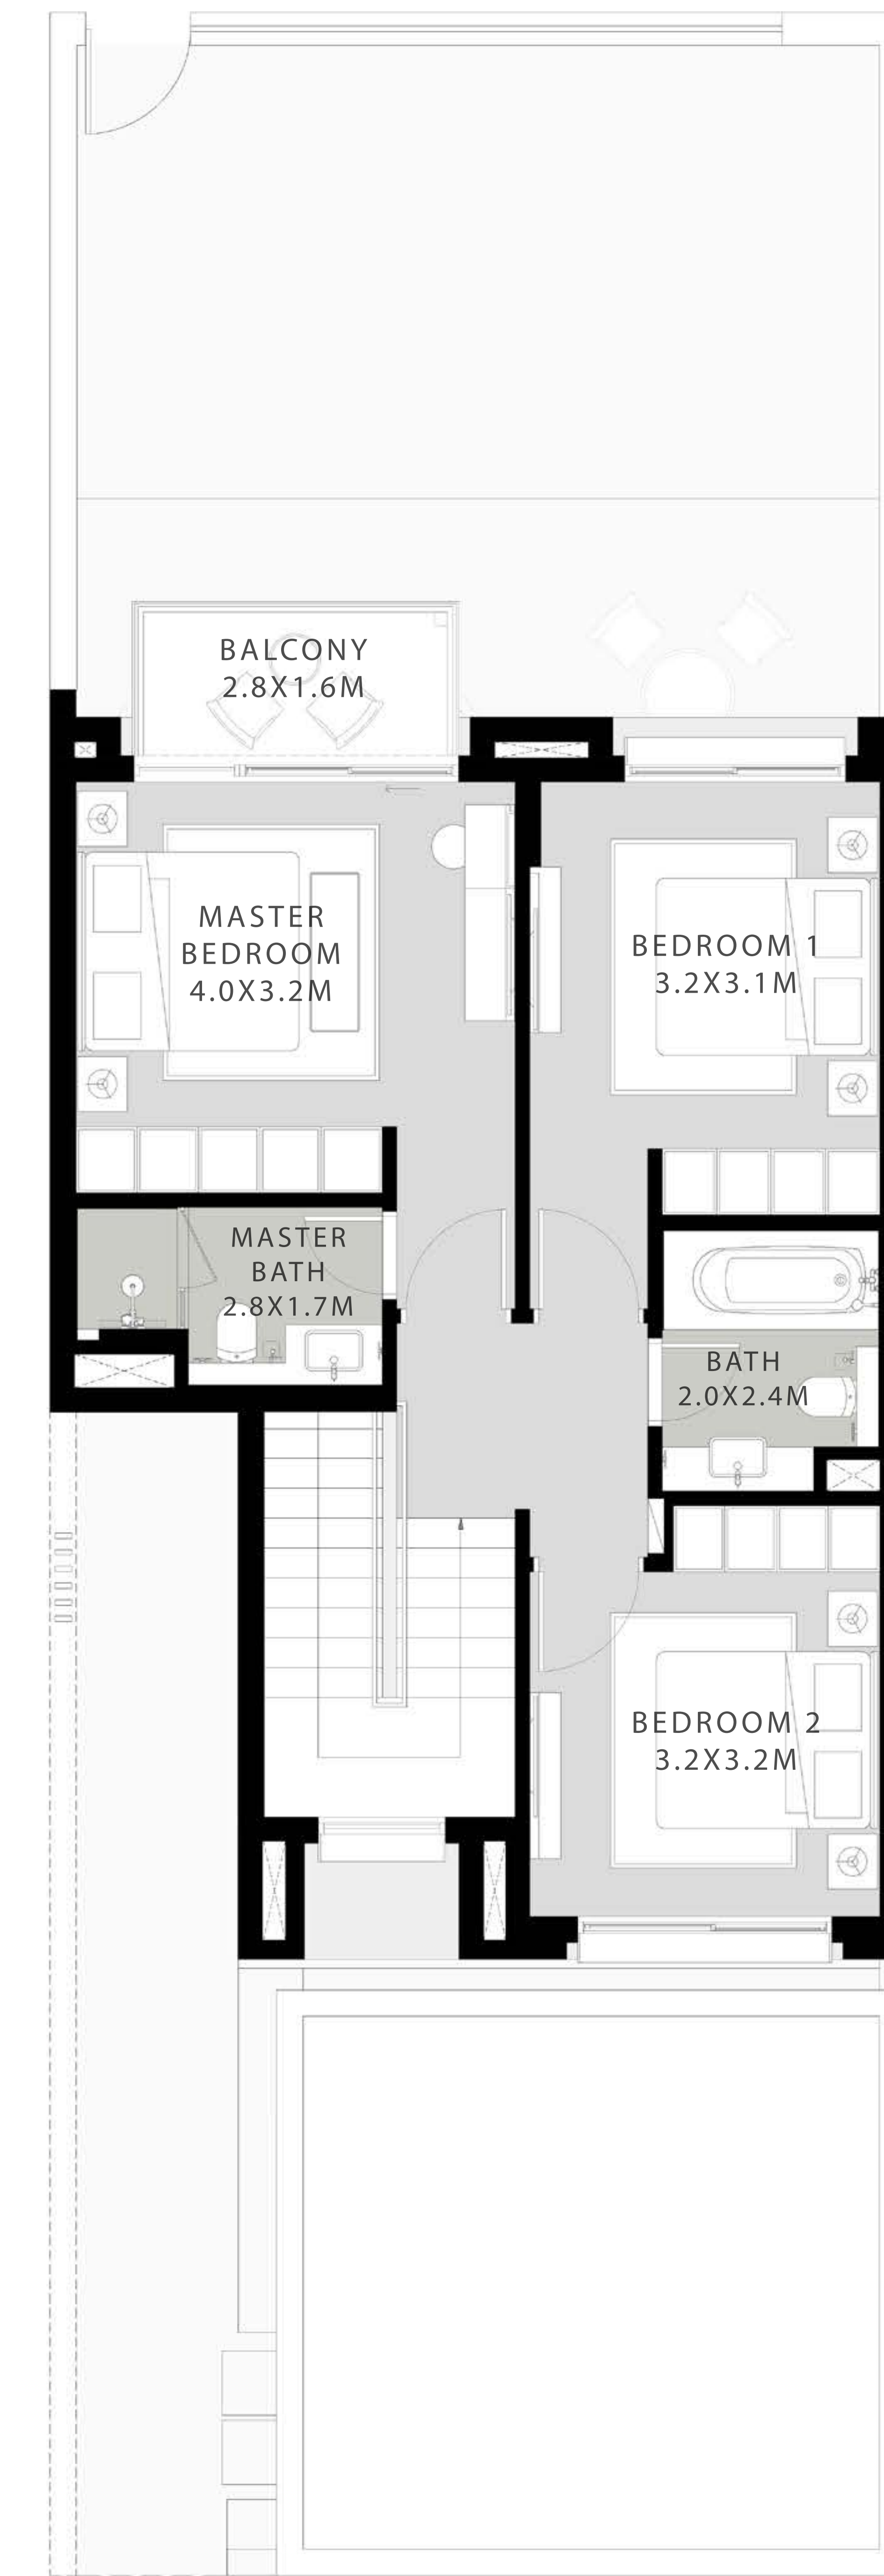 BALCONY
2.8X1.6M
MASTER
BEDROOM
4.0X3.2M
BEDROOM 1
3.2X3.1M
MASTER
BATH
2.8X1.7M
BATH
2.0X2.4M
BEDROOM 2
3.2X3.2M